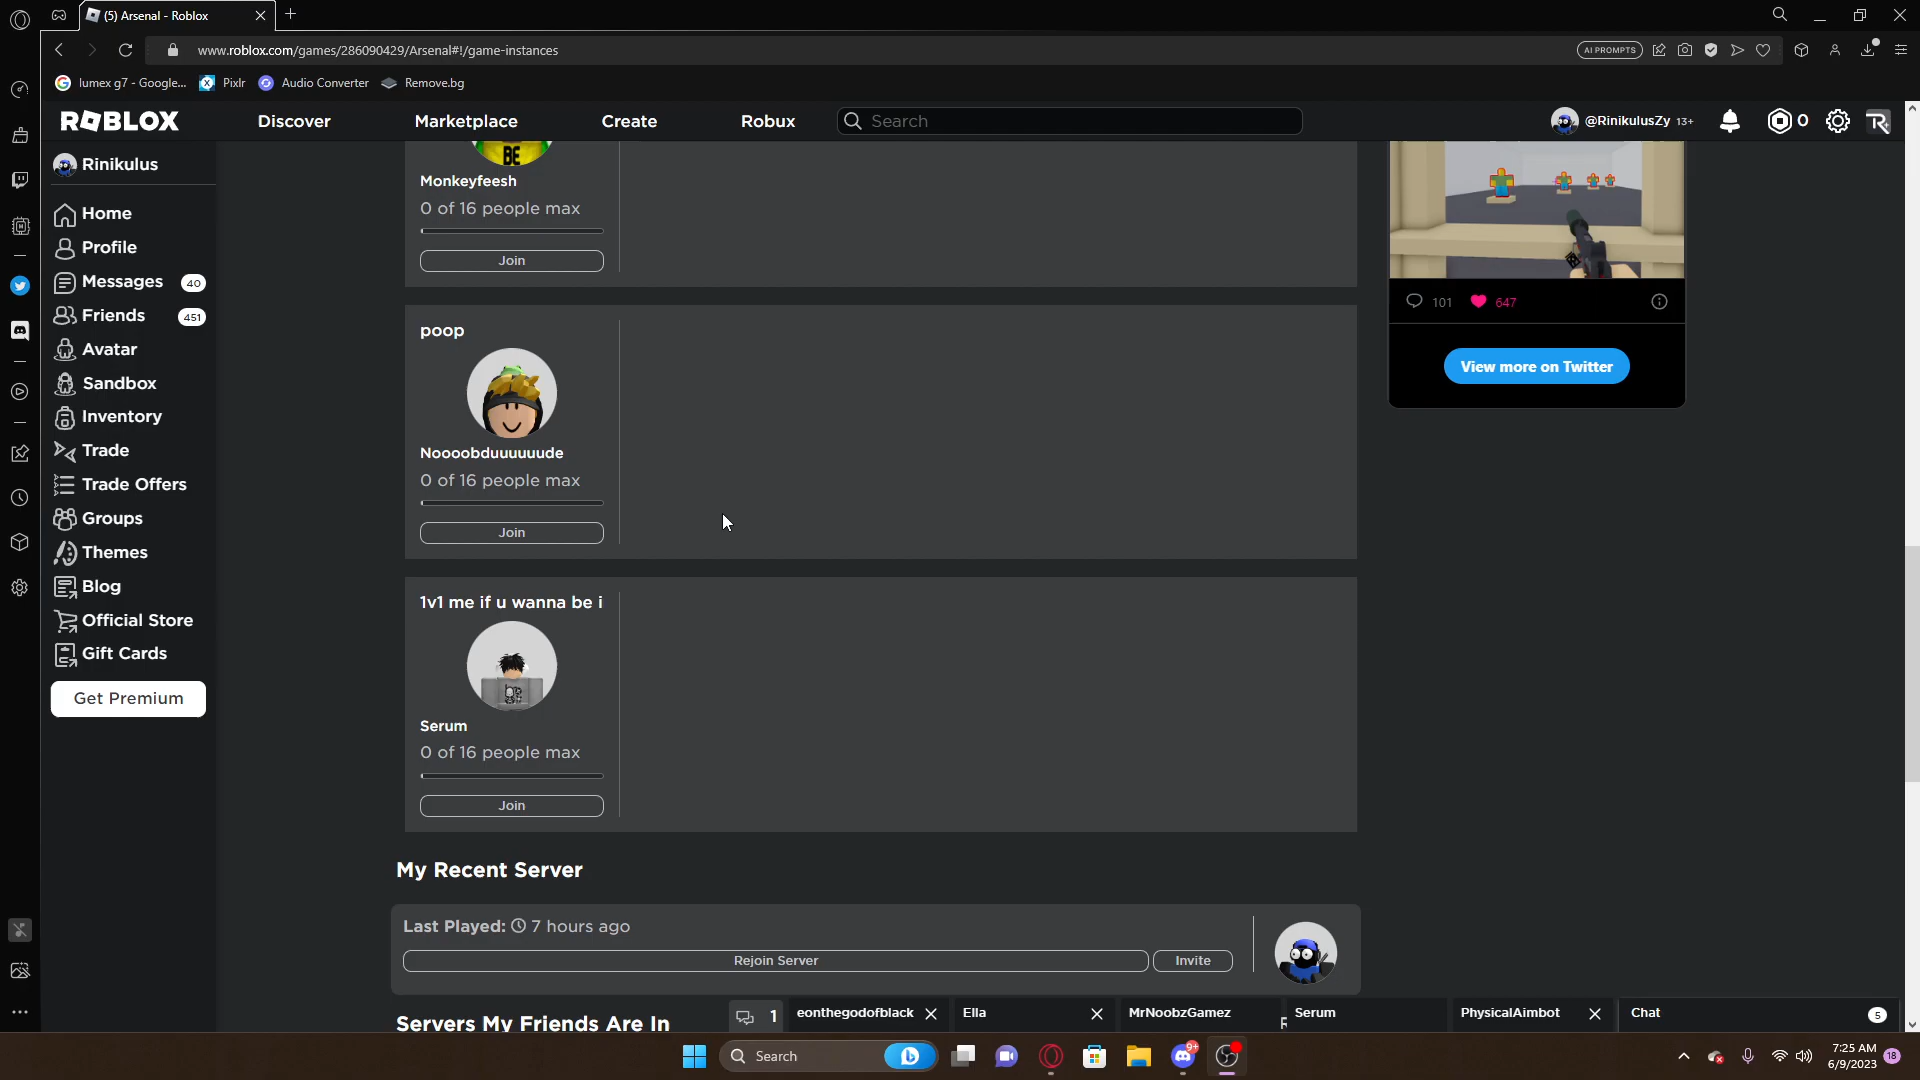 (5) Arsenal - Roblox
www.roblox.com/games/286090429/Arsenal#!/game-instances
AI PROMPTS
lumex g7 - Google...
Pixlr
Audio Converter
Remove.bg
ROBLOX
Discover
Marketplace
Create
Robux
Search
@RinikulusZy 13+
0
Rinikulus
Home
Profile
Messages 40
Friends 451
Avatar
Sandbox
Inventory
Trade
Trade Offers
Groups
Themes
Blog
Official Store
Gift Cards
Get Premium
BE
Monkeyfeesh
0 of 16 people max
Join
poop
Noooobduuuuuude
0 of 16 people max
Join
1v1 me if u wanna be i
Serum
0 of 16 people max
Join
101 647
View more on Twitter
My Recent Server
Last Played: 7 hours ago
Rejoin Server
Invite
Servers My Friends Are In
1
eonthegodofblack
Ella
MrNoobzGamez
Serum
PhysicalAimbot
Chat
5
Search
9+
7:25 AM
6/9/2023
18